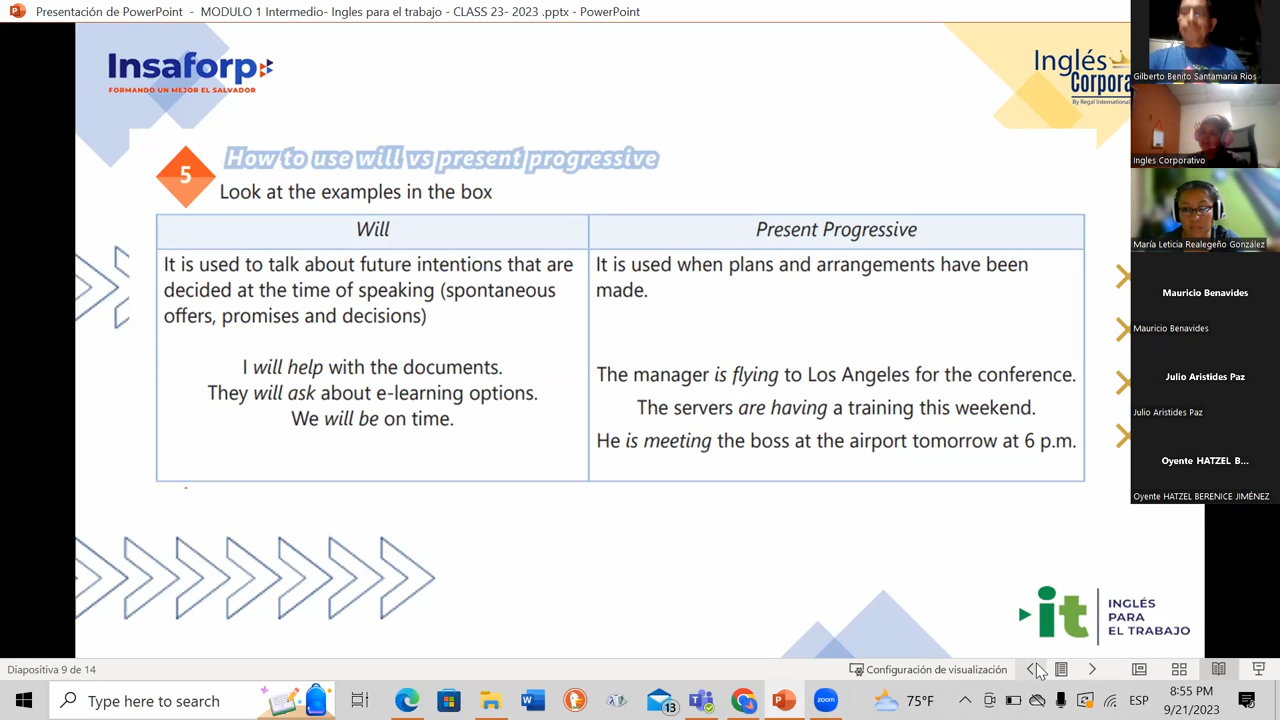 Presentación de PowerPoint - MODULO 1 Intermedio- Ingles para el trabajo - CLASS 23- 2023 .pptx - PowerPoint
Insaforp
FORMANDO UN MEJOR EL SALVADOR
Inglés
Corpora
By Regal International
5
How to use will vs present progressive
Look at the examples in the box
Will
Present Progressive
It is used to talk about future intentions that are
decided at the time of speaking (spontaneous
offers, promises and decisions)
I will help with the documents.
They will ask about e-learning options.
We will be on time.
It is used when plans and arrangements have been
made.
The manager is flying to Los Angeles for the conference.
The servers are having a training this weekend.
He is meeting the boss at the airport tomorrow at 6 p.m.
it
INGLÉS
PARA
EL TRABAJO
Gilberto Benito Santamaria Rios
Ingles Corporativo
María Leticia Realegeño González
Mauricio Benavides
Mauricio Benavides
Julio Aristides Paz
Julio Aristides Paz
Oyente HATZEL B...
Oyente HATZEL BERENICE JIMÉNEZ
Diapositiva 9 de 14
Configuración de visualización
Type here to search
W
13
P
zoom
75°F
ESP
8:55 PM
9/21/2023